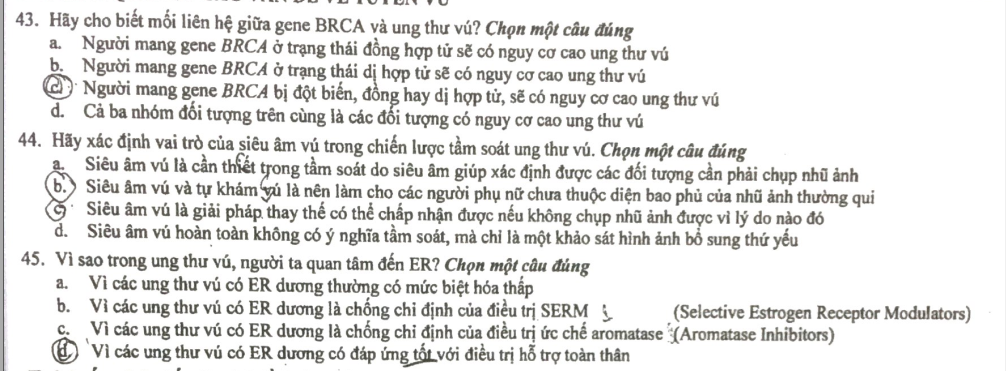 43. Hãy cho biết mối liên hệ giữa gene BRCA và ung thư vú? Chọn một câu đúng
a. Người mang gene BRCA ở trạng thái đồng hợp tử sẽ có nguy cơ cao ung thư vú
b. Người mang gene BRCA ở trạng thái dị hợp tử sẽ có nguy cơ cao ung thư vú
c. Người mang gene BRCA bị đột biến, đồng hay dị hợp tử, sẽ có nguy cơ cao ung thư vú
d. Cả ba nhóm đối tượng trên cùng là các đối tượng có nguy cơ cao ung thư vú
44. Hãy xác định vai trò của siêu âm vú trong chiến lược tầm soát ung thư vú. Chọn một câu đúng
a. Siêu âm vú là cần thiết trong tầm soát do siêu âm giúp xác định được các đối tượng cần phải chụp nhũ ảnh
b. Siêu âm vú và tự khám vú là nên làm cho các người phụ nữ chưa thuộc diện bao phủ của nhũ ảnh thường qui
c. Siêu âm vú là giải pháp thay thế có thể chấp nhận được nếu không chụp nhũ ảnh được vì lý do nào đó
d. Siêu âm vú hoàn toàn không có ý nghĩa tầm soát, mà chỉ là một khảo sát hình ảnh bổ sung thứ yếu
45. Vì sao trong ung thư vú, người ta quan tâm đến ER? Chọn một câu đúng
a. Vì các ung thư vú có ER dương thường có mức biệt hóa thấp
b. Vì các ung thư vú có ER dương là chống chỉ định của điều trị SERM (Selective Estrogen Receptor Modulators)
c. Vì các ung thư vú có ER dương là chống chỉ định của điều trị ức chế aromatase (Aromatase Inhibitors)
d. Vì các ung thư vú có ER dương có đáp ứng tốt với điều trị hỗ trợ toàn thân